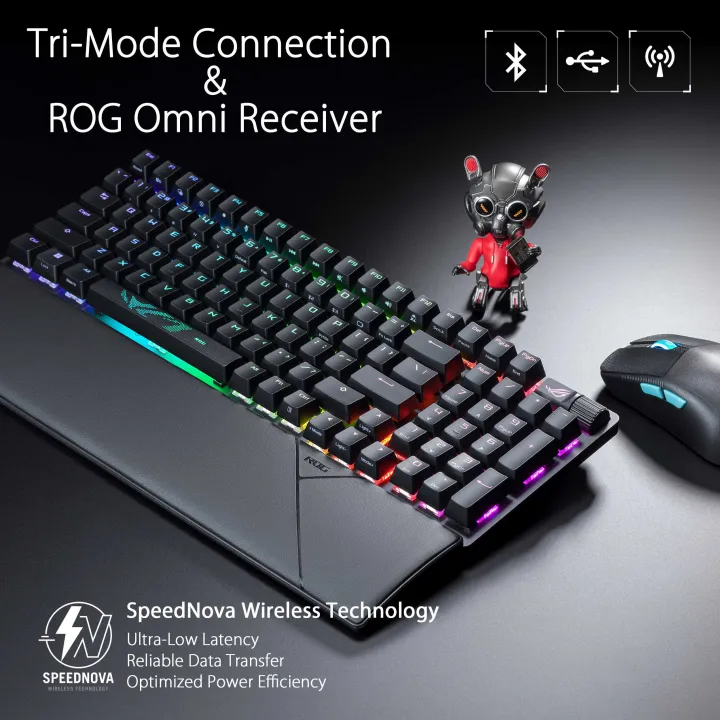 Tri-Mode Connection
&
ROG Omni Receiver
ROG
SpeedNova Wireless Technology
Ultra-Low Latency
Reliable Data Transfer
Optimized Power Efficiency
SPEEDNOVA
WIRELESS TECHNOLOGY